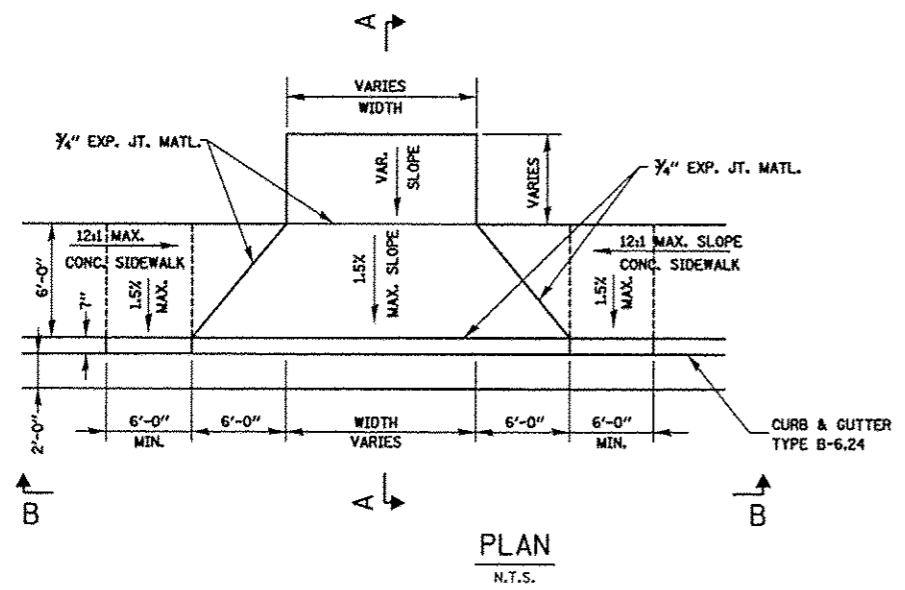 A
VARIES
WIDTH
¾" EXP. JT. MATL.
VAR.
SLOPE
VARIES
¾" EXP. JT. MATL.
12:1 MAX.
CONC. SIDEWALK
12:1 MAX. SLOPE
CONC. SIDEWALK
6'-0"
7"
2'-0"
1.5%
MAX.
1.5%
MAX. SLOPE
1.5%
MAX.
6'-0"
MIN.
6'-0"
WIDTH
VARIES
6'-0"
6'-0"
MIN.
CURB & GUTTER
TYPE B-6.24
B
A
B
PLAN
N.T.S.